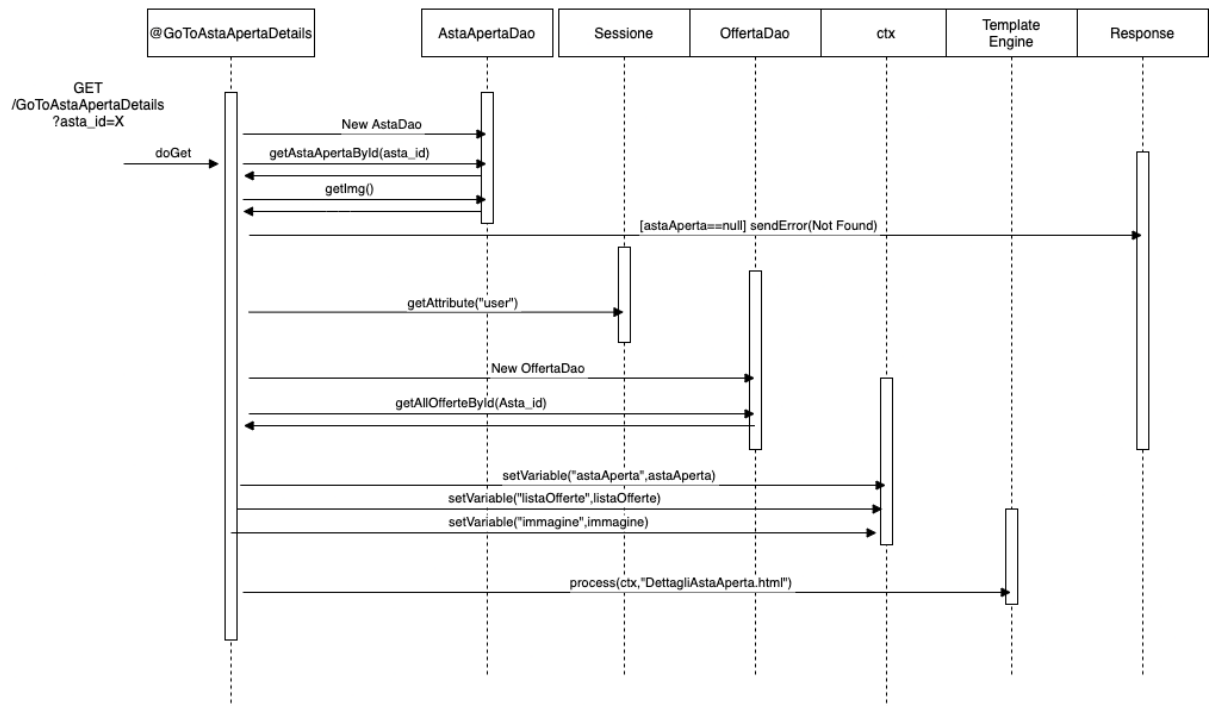 @GoToAstaApertaDetails
AstaApertaDao
Sessione
OffertaDao
ctx
Template
Engine
Response
GET
/GoToAstaApertaDetails
?asta_id=X
New AstaDao
doGet
getAstaApertaById(asta_id)
getImg()
[astaAperta==null] sendError(Not Found)
getAttribute("user")
New OffertaDao
getAllOfferteById(Asta_id)
setVariable("astaAperta",astaAperta)
setVariable("listaOfferte",listaOfferte)
setVariable("immagine",immagine)
process(ctx,"DettagliAstaAperta.html")